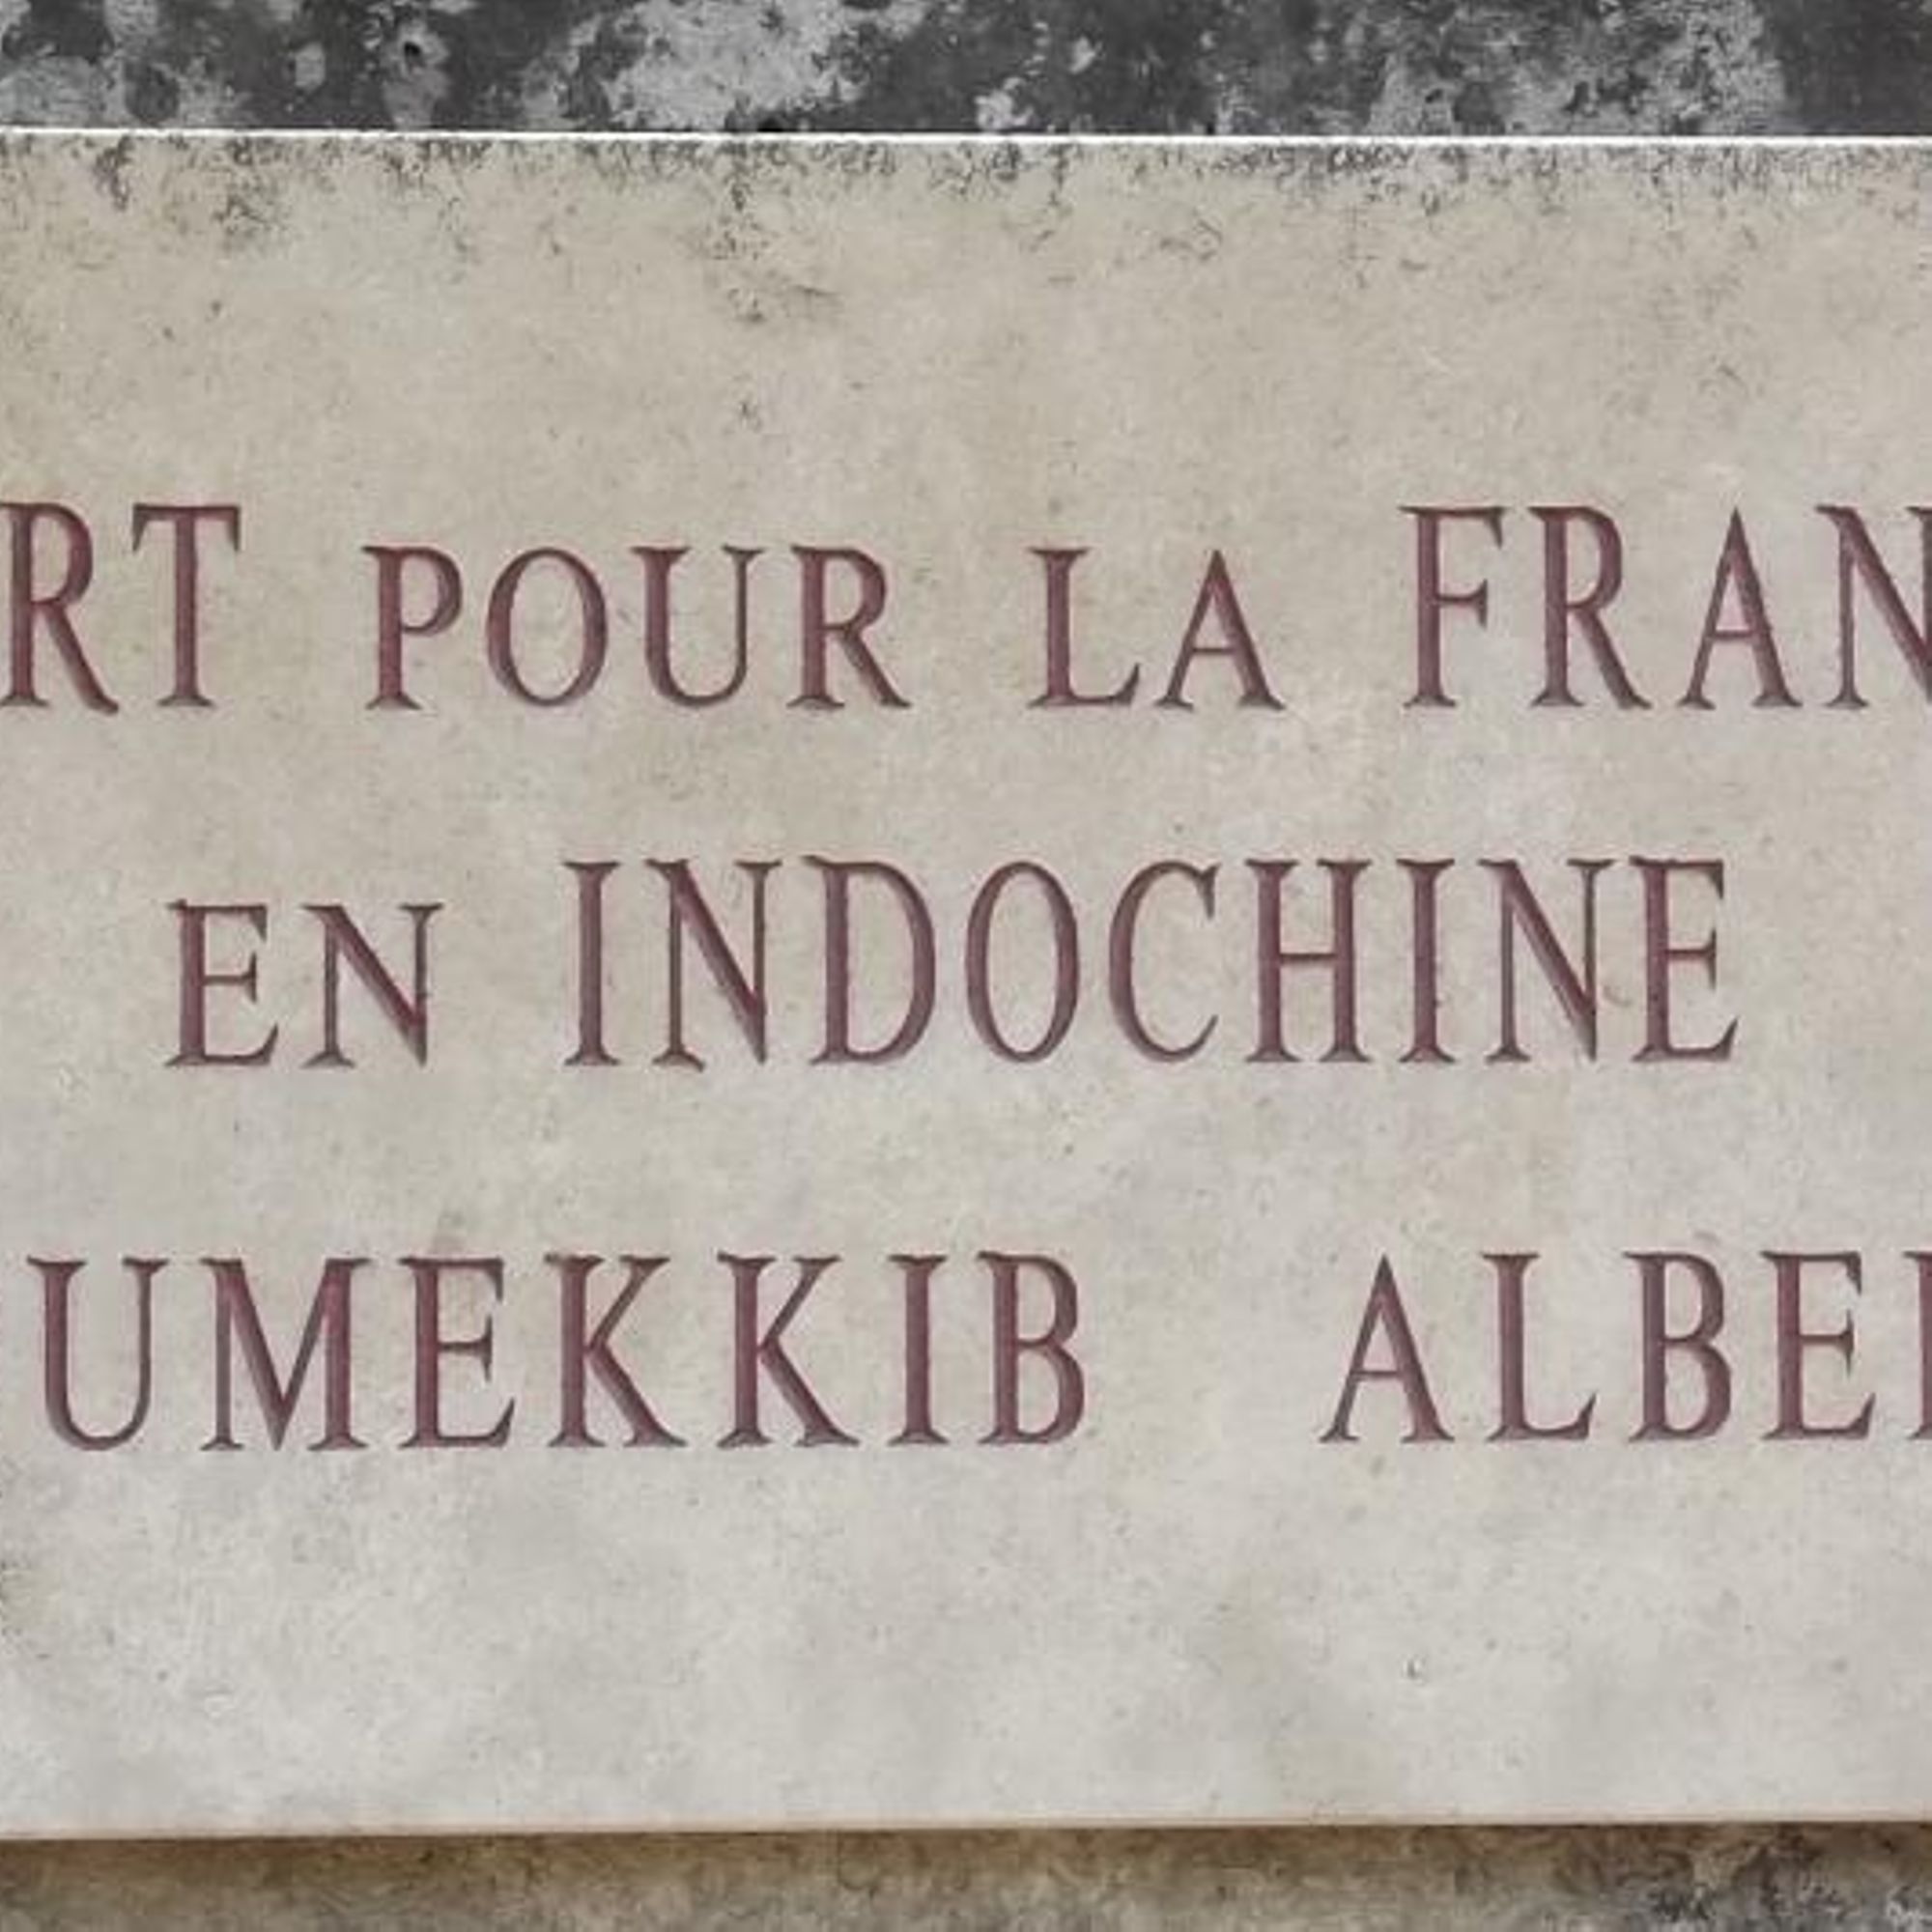 RT POUR LA FRAN
EN INDOCHINE
UMEKKIB ALBE